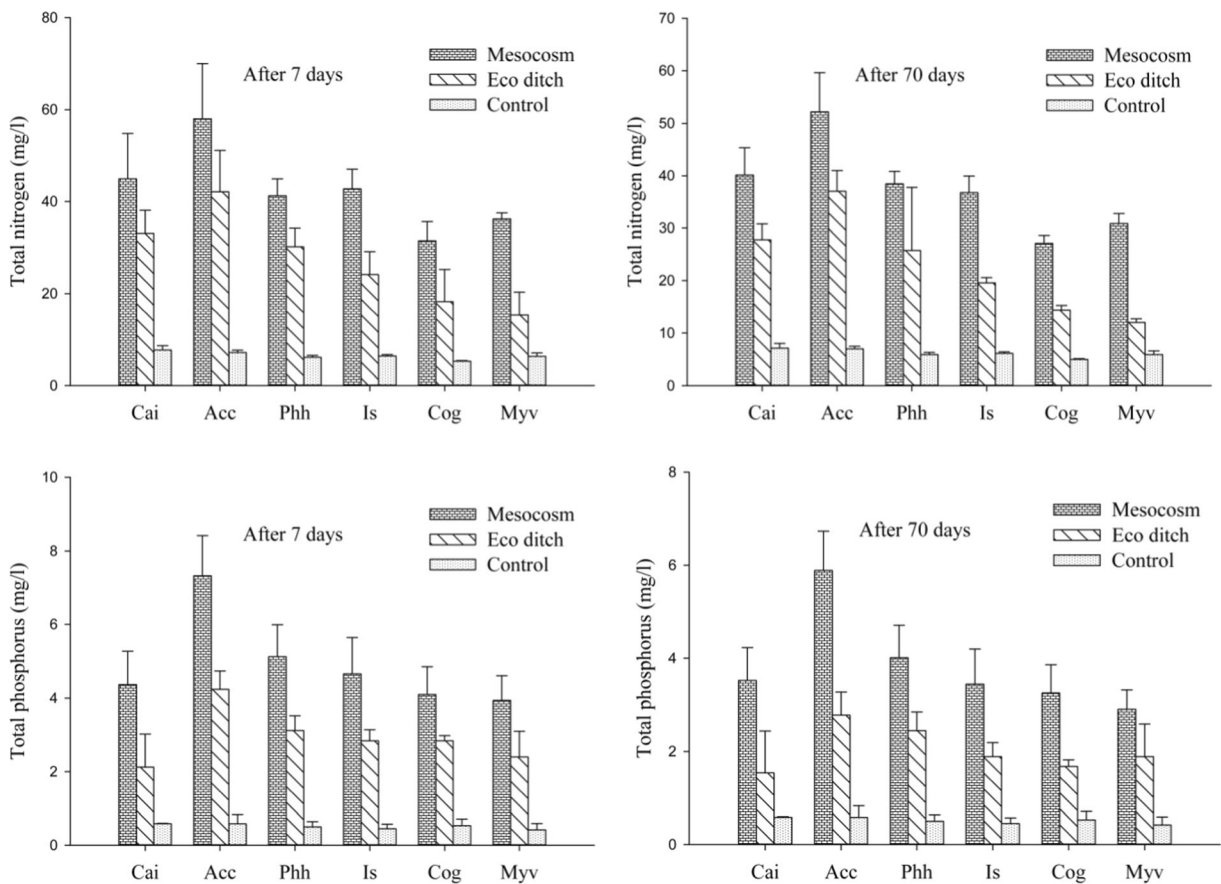 Total nitrogen (mg/l)
80
60
40
20
0
After 7 days
Mesocosm
Eco ditch
Control
Cai Acc Phh Is Cog Myv
Total nitrogen (mg/l)
70
60
50
40
30
20
10
0
After 70 days
Mesocosm
Eco ditch
Control
Cai Acc Phh Is Cog Myv
Total phosphorus (mg/l)
10
8
6
4
2
0
After 7 days
Mesocosm
Eco ditch
Control
Cai Acc Phh Is Cog Myv
Total phosphorus (mg/l)
8
6
4
2
0
After 70 days
Mesocosm
Eco ditch
Control
Cai Acc Phh Is Cog Myv